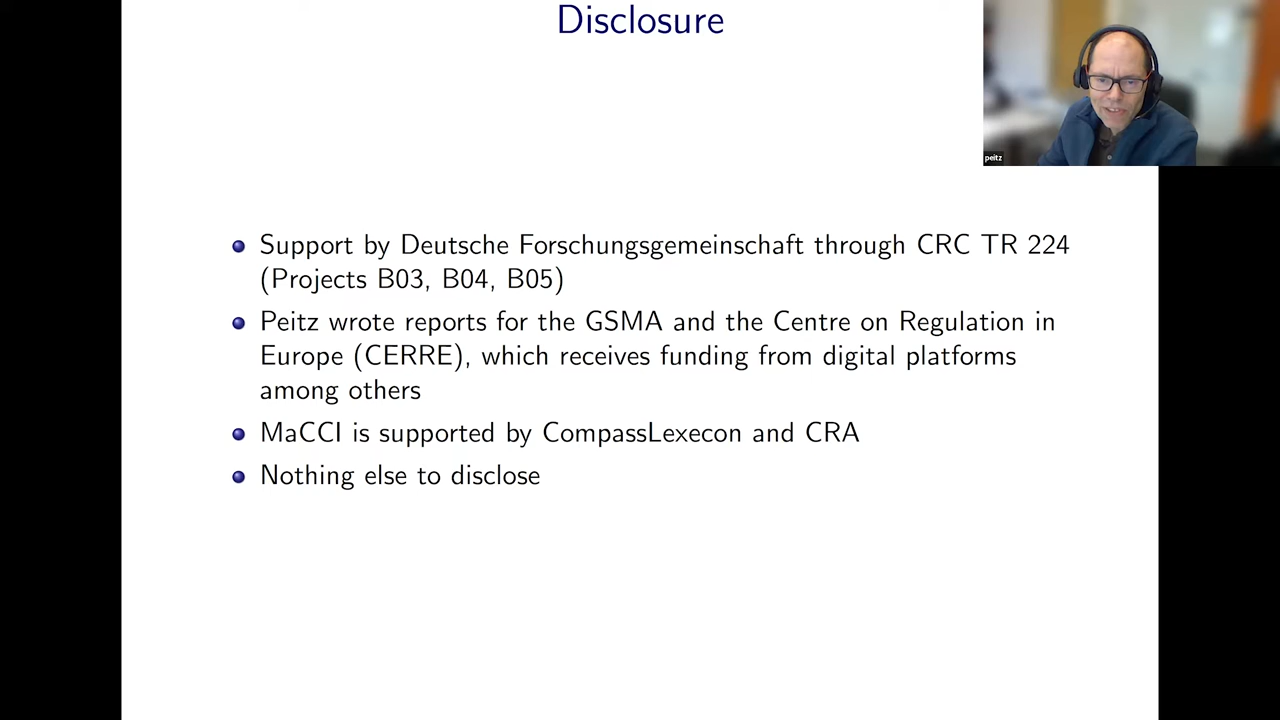 Disclosure
peitz
Support by Deutsche Forschungsgemeinschaft through CRC TR 224
(Projects B03, B04, B05)
Peitz wrote reports for the GSMA and the Centre on Regulation in
Europe (CERRE), which receives funding from digital platforms
among others
MaCCI is supported by CompassLexecon and CRA
Nothing else to disclose